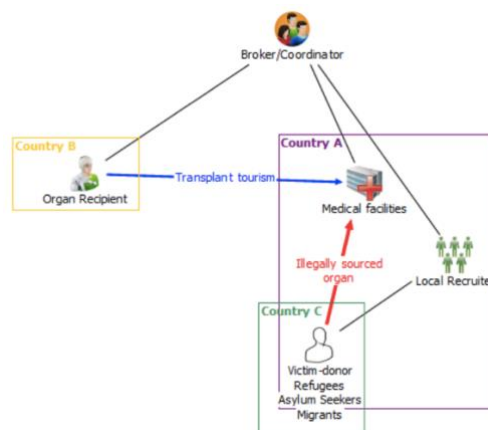 Broker/Coordinator
Country B
Country A
Organ Recipient
Transplant tourism
Medical facilities
Illegally sourced
organ
Local Recruite
Country C
Victim-donor
Refugees
Asylum Seekers
Migrants